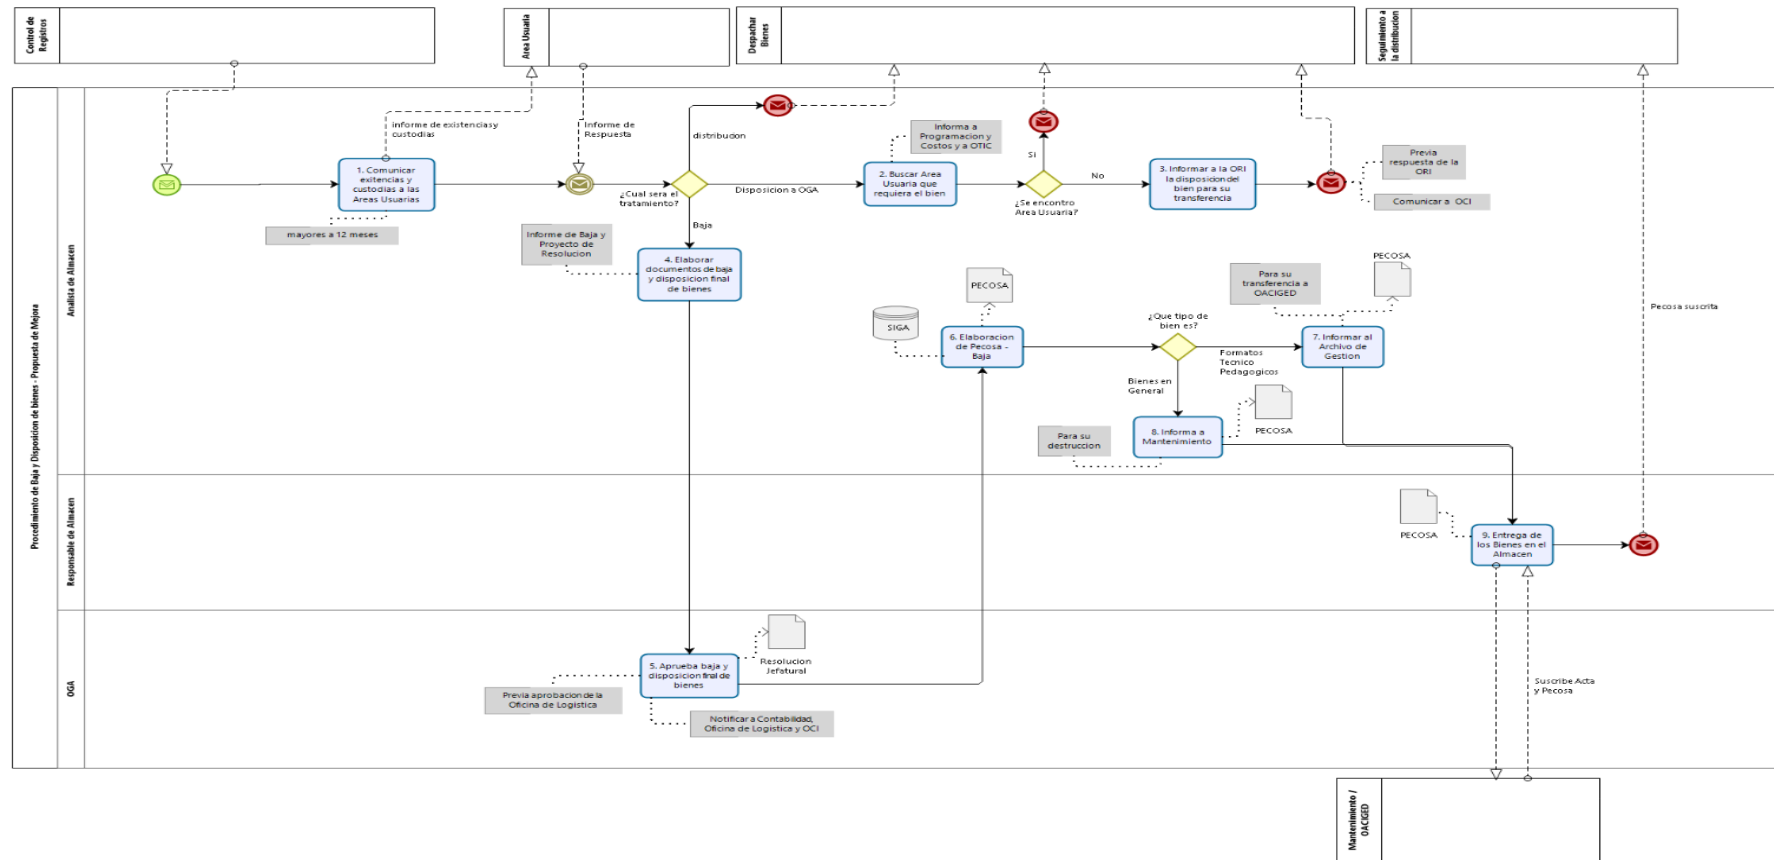 Control de
Registros
Area Usuaria
Despachar
Bienes
Seguimiento a
la distribucion
Procedimiento de Baja y Disposicion de bienes - Propuesta de Mejora
Analista de Almacen
informe de existencias y
custodias
Informe de
Respuesta
distribucion
Informa a
Programacion y
Costos y a OTIC
Si
Previa
respuesta de la
ORI
1. Comunicar
exitencias y
custodias a las
Areas Usuarias
¿Cual sera el
tratamiento?
Disposicion a OGA
2. Buscar Area
Usuaria que
requiera el bien
¿Se encontro
Area Usuaria?
No
3. Informar a la ORI
la disposicion del
bien para su
transferencia
Comunicar a OCI
mayores a 12 meses
Baja
Informe de Baja y
Proyecto de
Resolucion
4. Elaborar
documentos de baja
y disposicion final
de bienes
PECOSA
SIGA
6. Elaboracion
de Pecosa -
Baja
¿Que tipo de
bien es?
Para su
transferencia a
OACIGED
PECOSA
7. Informar al
Archivo de
Gestion
Formatos
Tecnico
Pedagogicos
Bienes en
General
Pecosa suscrita
Para su
destruccion
8. Informa a
Mantenimiento
PECOSA
Responsable de Almacen
PECOSA
9. Entrega de
los Bienes en el
Almacen
OGA
5. Aprueba baja y
disposicion final de
bienes
Resolucion
Jefatural
Previa aprobacion de la
Oficina de Logistica
Notificar a Contabilidad,
Oficina de Logistica y OCI
Suscribe Acta
y Pecosa
Mantenimiento /
OACIGED